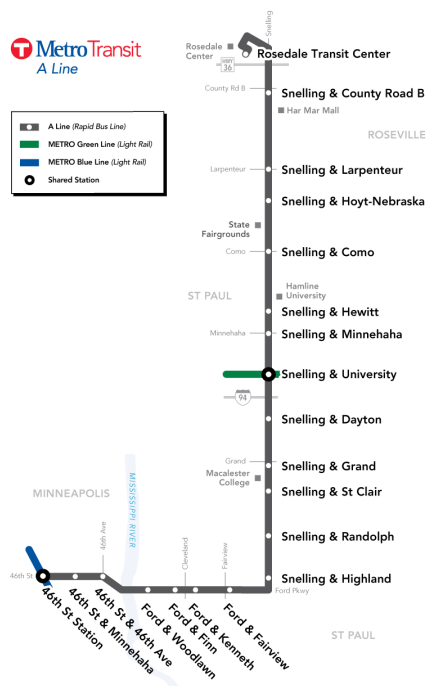 Metro Transit
A Line
A Line (Rapid Bus Line)
METRO Green Line (Light Rail)
METRO Blue Line (Light Rail)
Shared Station
Snelling
Rosedale
Center
HWY
36
Rosedale Transit Center
County Rd B
Snelling & County Road B
Har Mar Mall
ROSEVILLE
Larpenteur
Snelling & Larpenteur
Snelling & Hoyt-Nebraska
State
Fairgrounds
Como
Snelling & Como
ST PAUL
Hamline
University
Snelling & Hewitt
Minnehaha
Snelling & Minnehaha
Snelling & University
94
Snelling & Dayton
Grand
Snelling & Grand
Macalester
College
Snelling & St Clair
MINNEAPOLIS
MISSISSIPPI RIVER
Snelling & Randolph
46th Ave
Cleveland
Fairview
46th St
Snelling & Highland
Ford Pkwy
46th St Station
46th St & Minnehaha
46th St & 46th Ave
Ford & Woodlawn
Ford & Finn
Ford & Kenneth
Ford & Fairview
ST PAUL